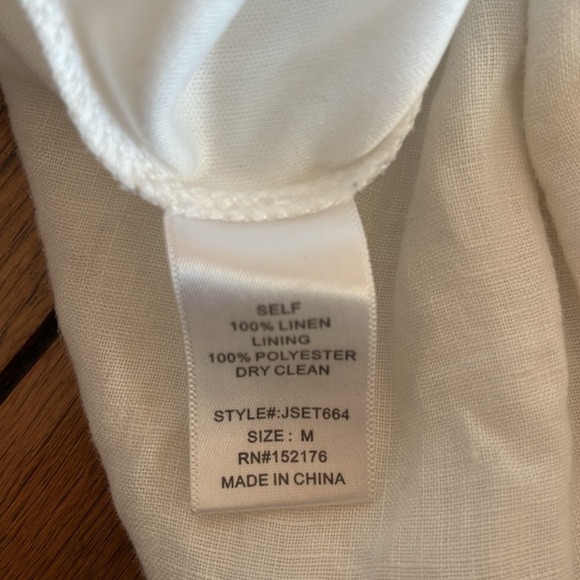 SELF
100% LINEN
LINING
100% POLYESTER
DRY CLEAN
STYLE#:JSET664
SIZE: M
RN#152176
MADE IN CHINA